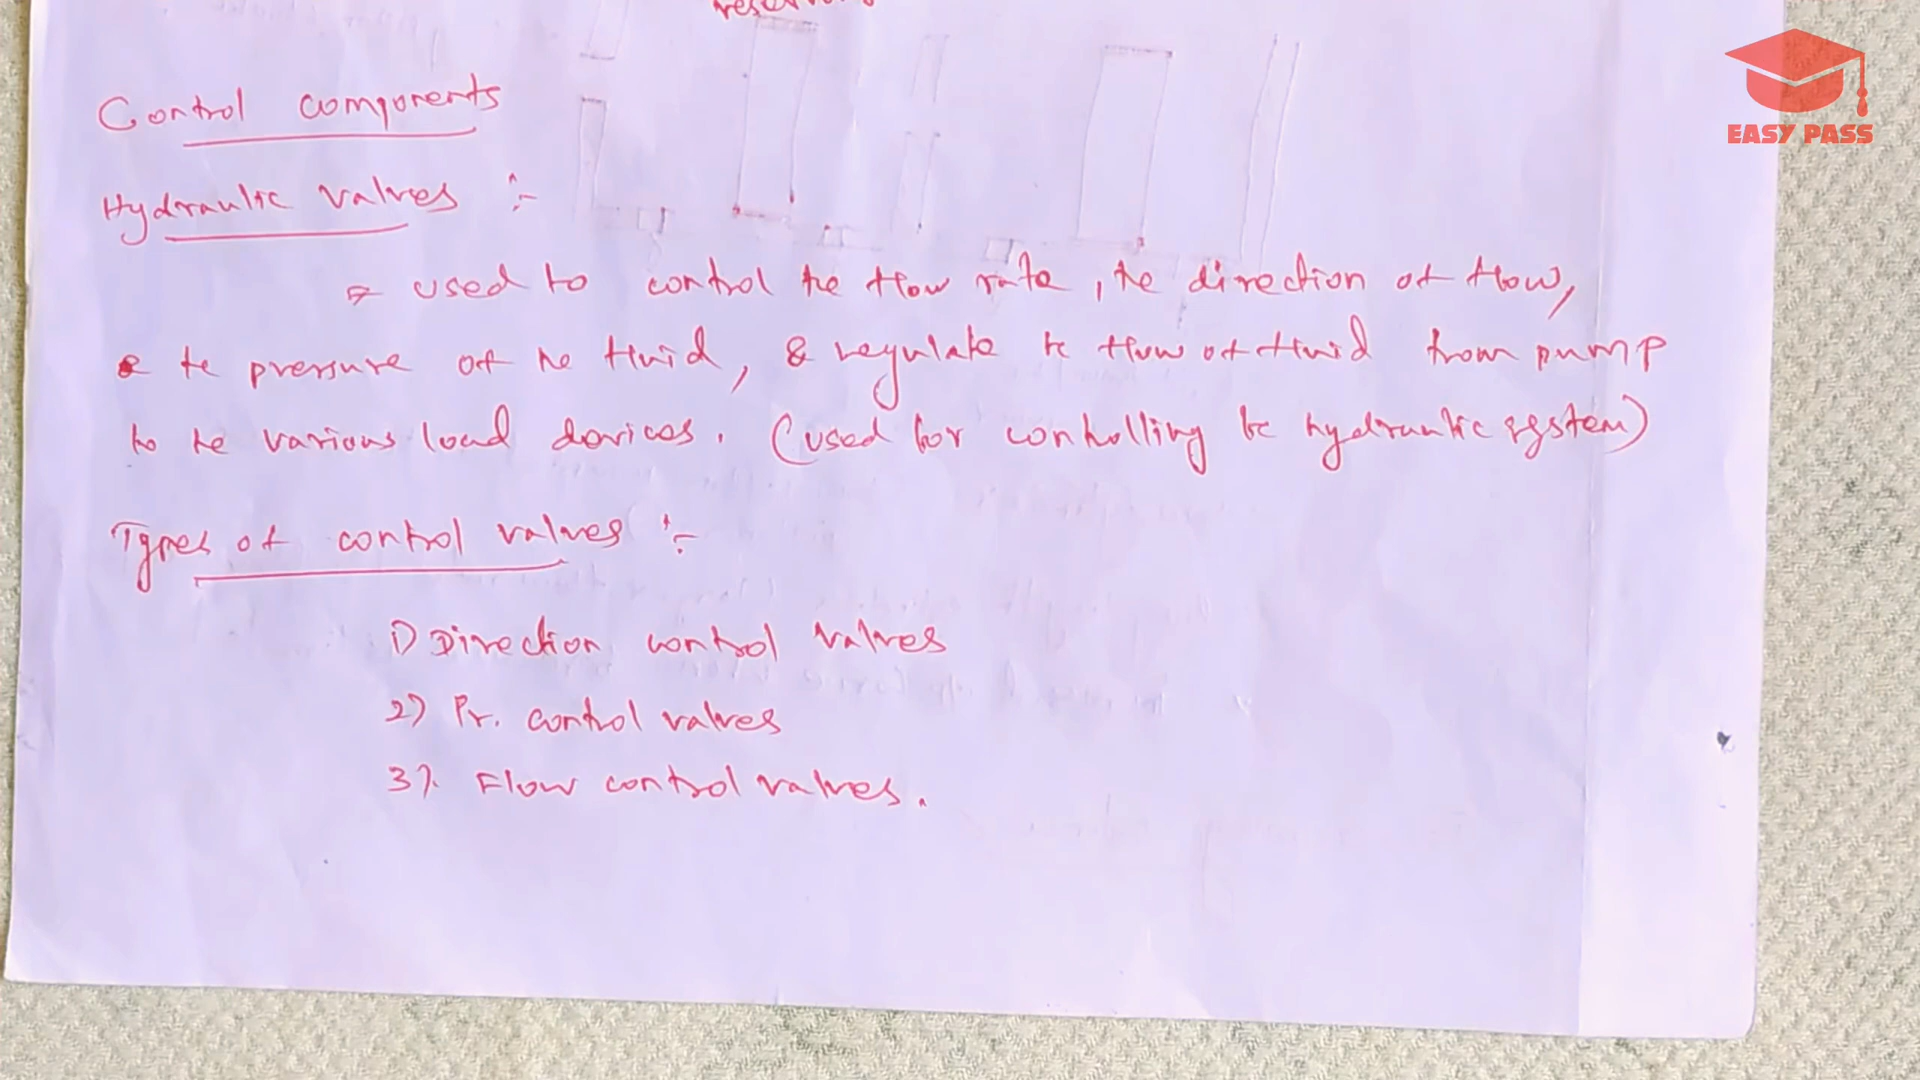 EASY PASS
Control components
Hydraulic valves :-
used to control the flow rate, the direction of flow,
the pressure of the fluid, & regulate the flow of fluid from pump
to the various load devices. (used for controlling the hydraulic system)
Types of control valves :-
1) Direction control valves
2) Pr. control valves
3). Flow control valves.